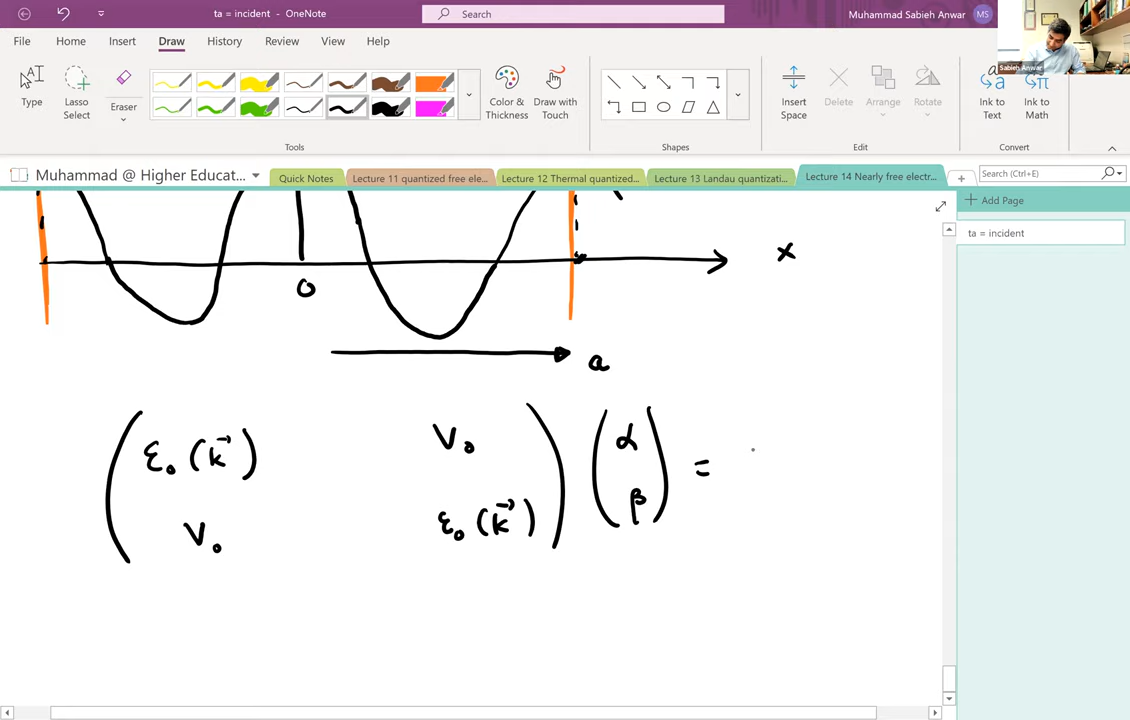 ta = incident - OneNote
Search
Muhammad Sabieh Anwar
MS
File Home Insert Draw History Review View Help
Sabieh Anwar
Type
Lasso Select
Eraser
Color & Thickness
Draw with Touch
Insert Space
Delete
Arrange
Rotate
Ink to Text
Ink to Math
Tools
Shapes
Edit
Convert
Muhammad @ Higher Educat...
Quick Notes
Lecture 11 quantized free ele...
Lecture 12 Thermal quantized...
Lecture 13 Landau quantizati...
Lecture 14 Nearly free electr...
Search (Ctrl+E)
Add Page
ta = incident
x
0
a
( ε₀(k⃗) V₀ ) ( α ) =
( V₀ ε₀(k⃗) ) ( β )